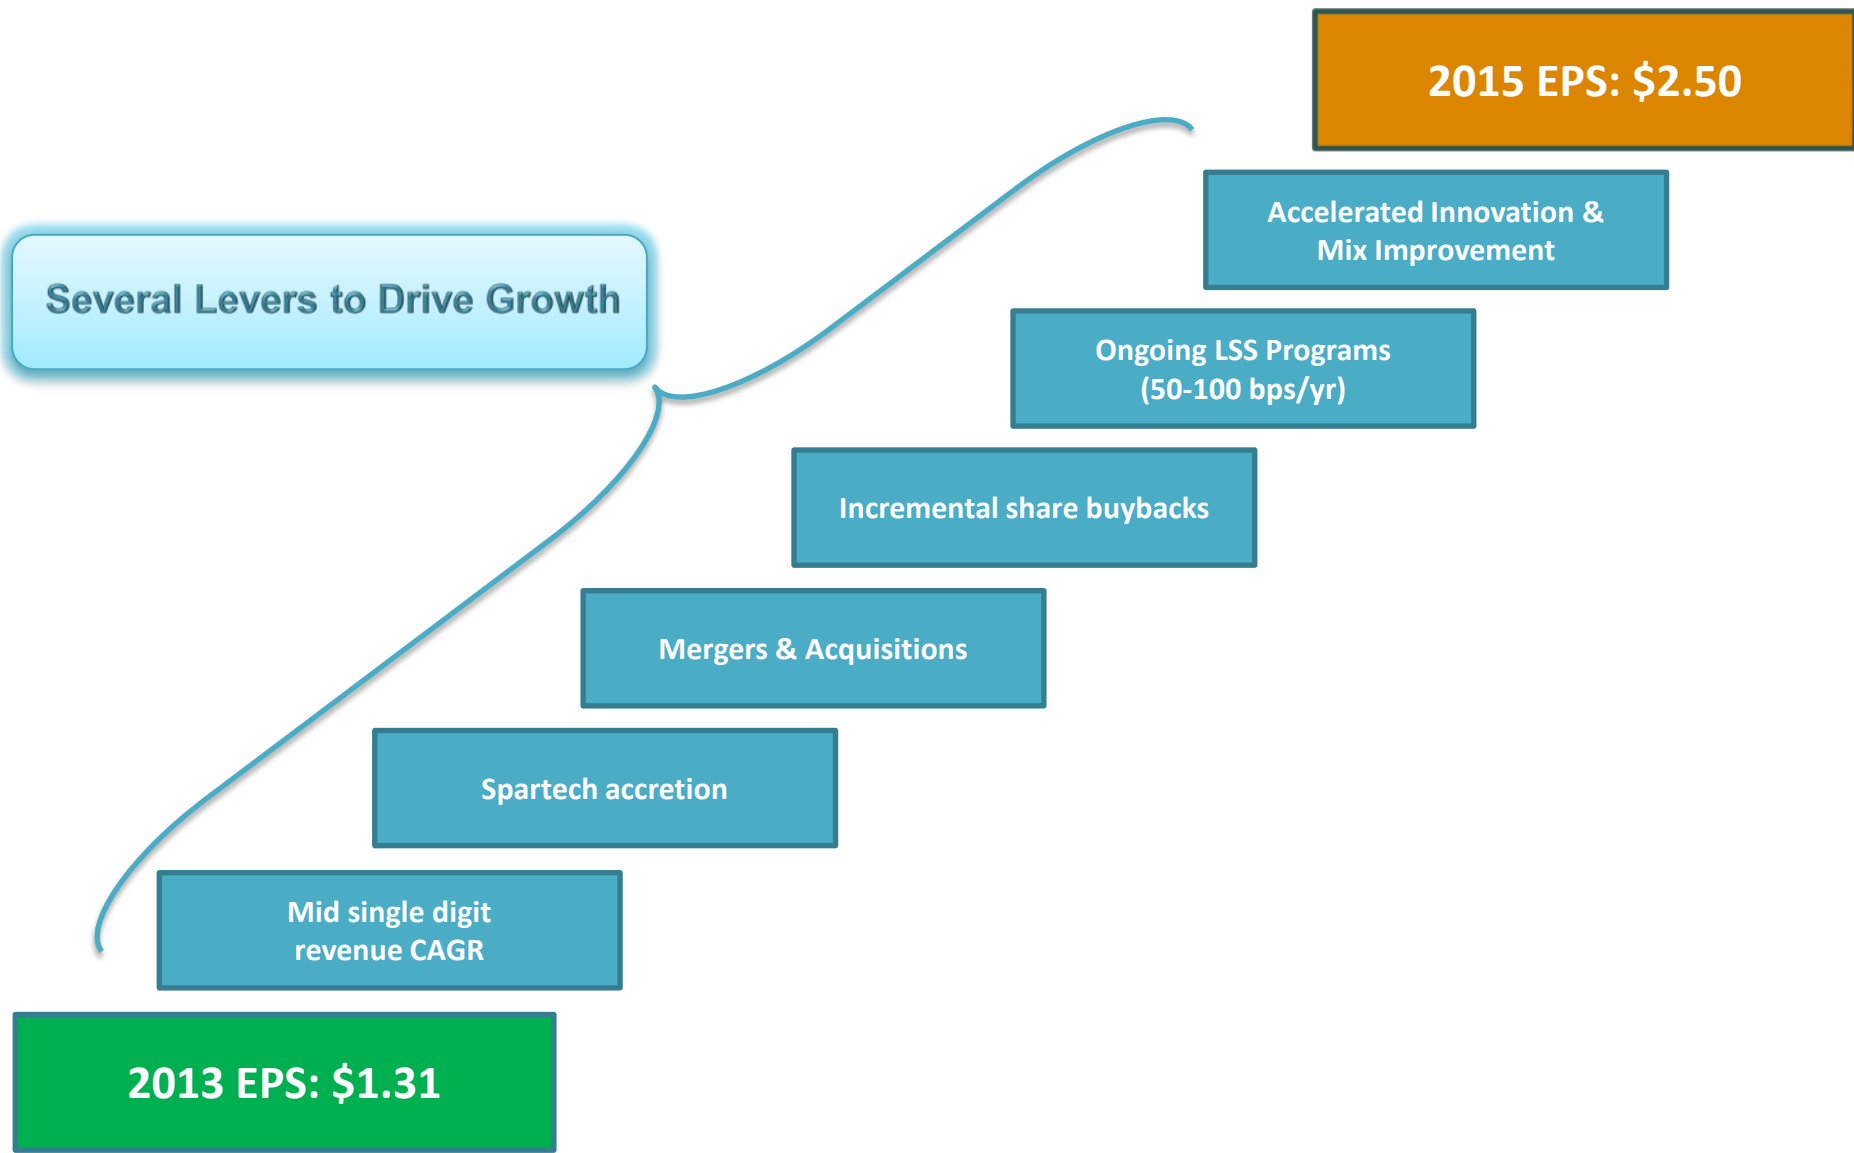 2015 EPS: $2.50
Accelerated Innovation &
Mix Improvement
Several Levers to Drive Growth
Ongoing LSS Programs
(50-100 bps/yr)
Incremental share buybacks
Mergers & Acquisitions
Spartech accretion
Mid single digit
revenue CAGR
2013 EPS: $1.31